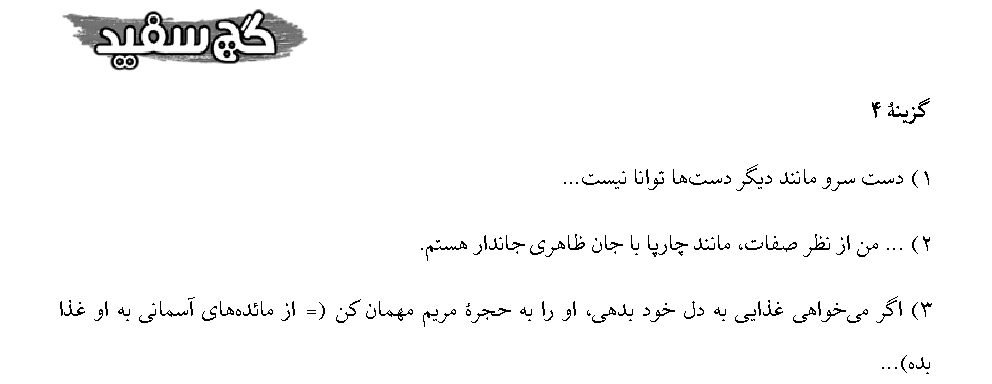 گچ سفید
گزینهٔ ۴
۱) دست سرو مانند دیگر دست‌ها توانا نیست...
۲) ... من از نظر صفات، مانند چارپا با جان ظاهری جاندار هستم.
۳) اگر می‌خواهی غذایی به دل خود بدهی، او را به حجرهٔ مریم مهمان کن (= از مائده‌های آسمانی به او غذا
بده)...